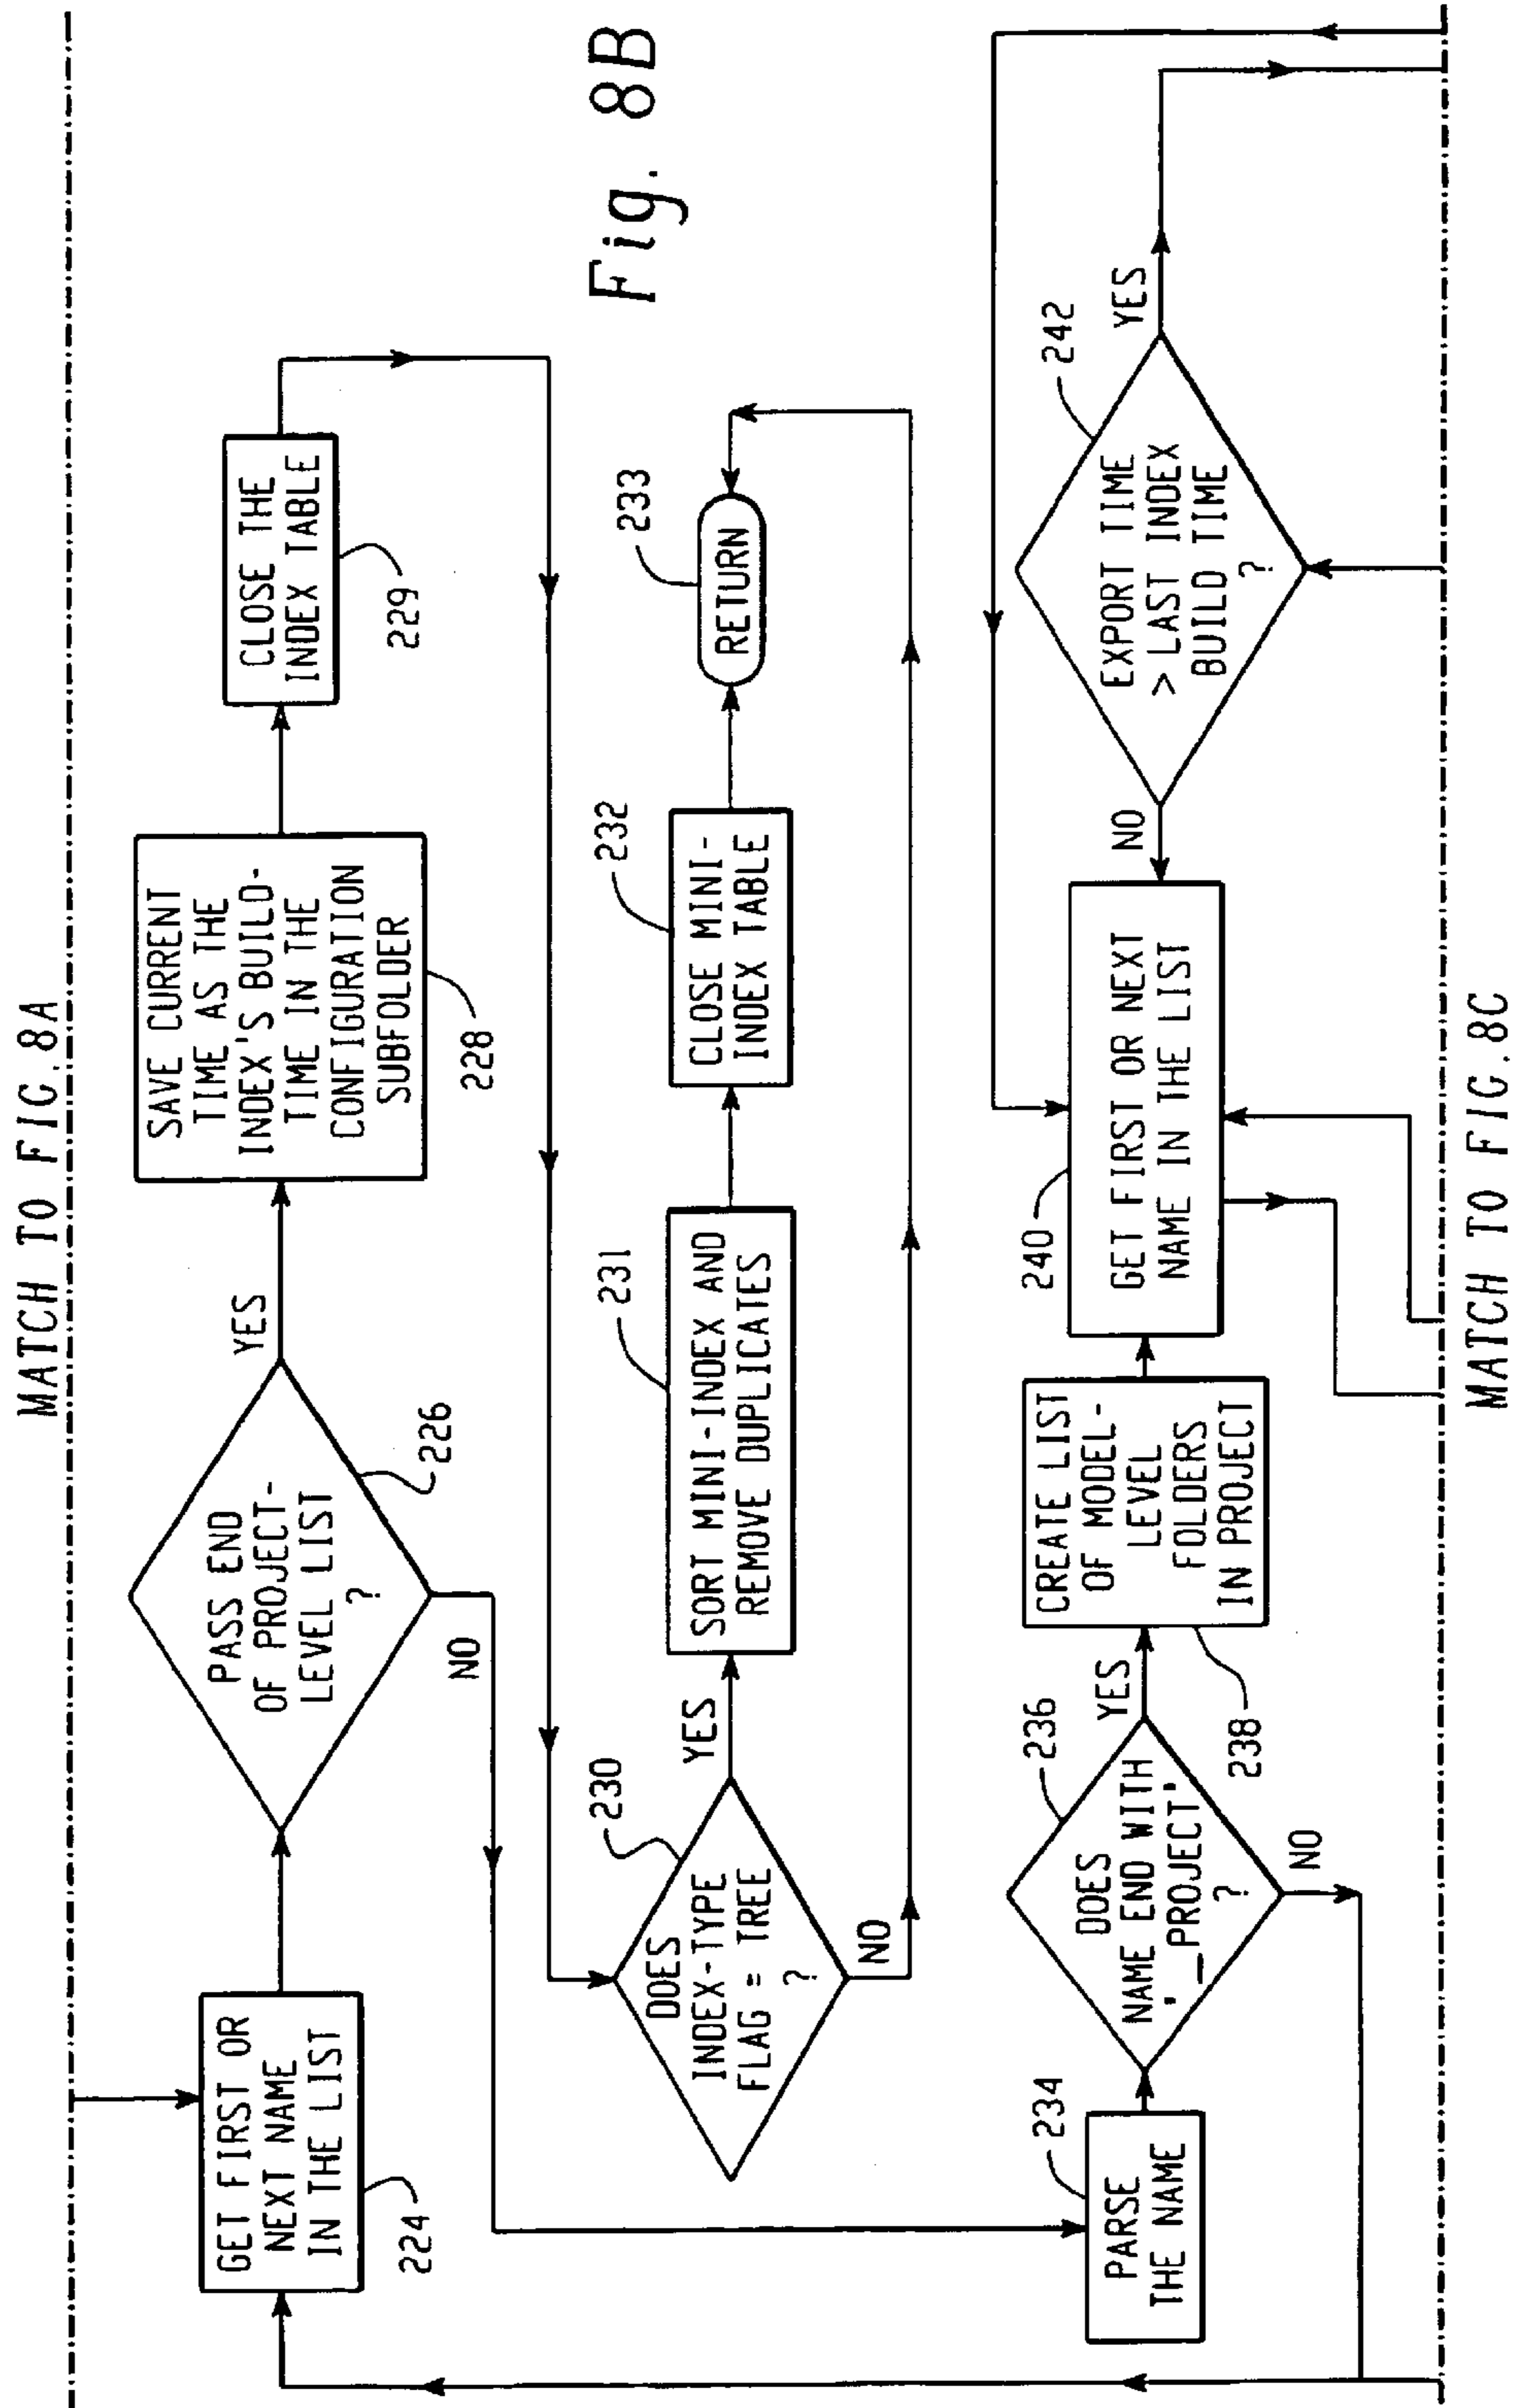 MATCH TO FIG. 8A
GET FIRST OR
NEXT NAME
IN THE LIST
224
PASS END
OF PROJECT-
LEVEL LIST
?
226
YES
NO
SAVE CURRENT
TIME AS THE
INDEX'S BUILD-
TIME IN THE
CONFIGURATION
SUBFOLDER
228
CLOSE THE
INDEX TABLE
229
DOES
INDEX-TYPE
FLAG = TREE
?
230
YES
NO
SORT MINI-INDEX AND
REMOVE DUPLICATES
231
CLOSE MINI-
INDEX TABLE
232
RETURN
233
Fig. 8B
PARSE
THE NAME
234
DOES
NAME END WITH
'_PROJECT'
?
236
YES
NO
CREATE LIST
OF MODEL-
LEVEL
FOLDERS
IN PROJECT
238
GET FIRST OR NEXT
NAME IN THE LIST
240
NO
EXPORT TIME
> LAST INDEX
BUILD TIME
?
242
YES
MATCH TO FIG. 8C